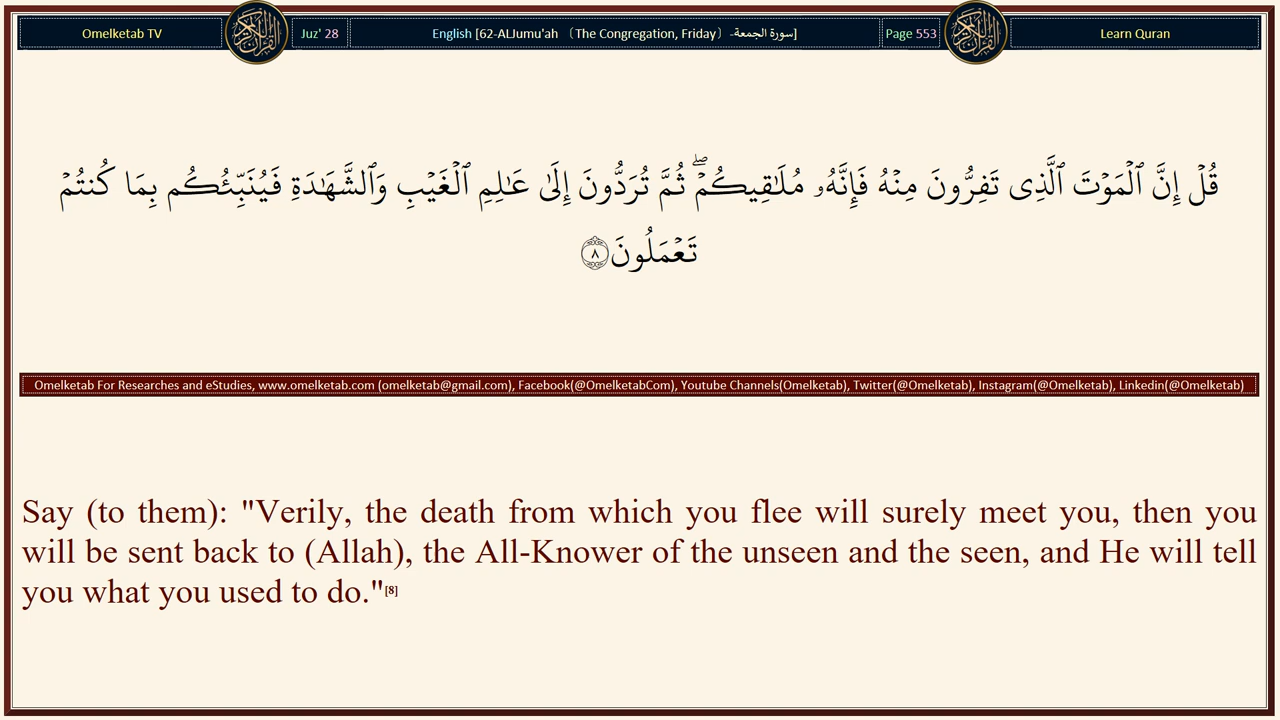 Omelketab TV
Juz' 28
English [62-ALJumu'ah 〔The Congregation, Friday〕 -سورة الجمعة]
Page 553
Learn Quran
قُلۡ إِنَّ ٱلۡمَوۡتَ ٱلَّذِى تَفِرُّونَ مِنۡهُ فَإِنَّهُۥ مُلَـٰقِيكُمۡۖ ثُمَّ تُرَدُّونَ إِلَىٰ عَـٰلِمِ ٱلۡغَيۡبِ وَٱلشَّهَـٰدَةِ فَيُنَبِّئُكُم بِمَا كُنتُمۡ
تَعۡمَلُونَ ٨
Omelketab For Researches and eStudies, www.omelketab.com (omelketab@gmail.com), Facebook(@OmelketabCom), Youtube Channels(Omelketab), Twitter(@Omelketab), Instagram(@Omelketab), Linkedin(@Omelketab)
Say (to them): "Verily, the death from which you flee will surely meet you, then you
will be sent back to (Allah), the All-Knower of the unseen and the seen, and He will tell
you what you used to do."[8]